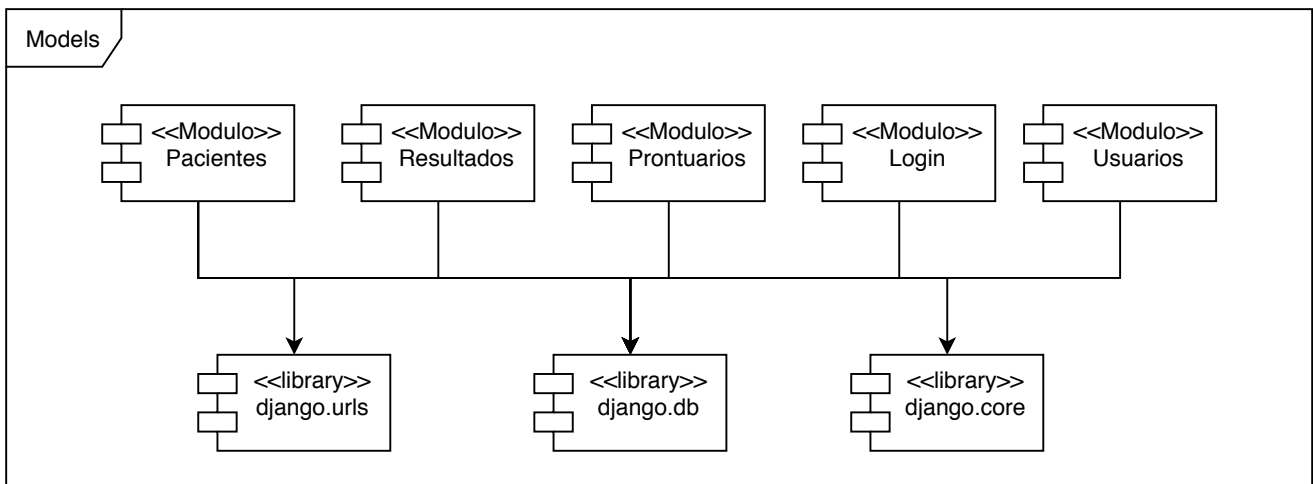 Models
<<Modulo>>
Pacientes
<<Modulo>>
Resultados
<<Modulo>>
Prontuarios
<<Modulo>>
Login
<<Modulo>>
Usuarios
<<library>>
django.urls
<<library>>
django.db
<<library>>
django.core